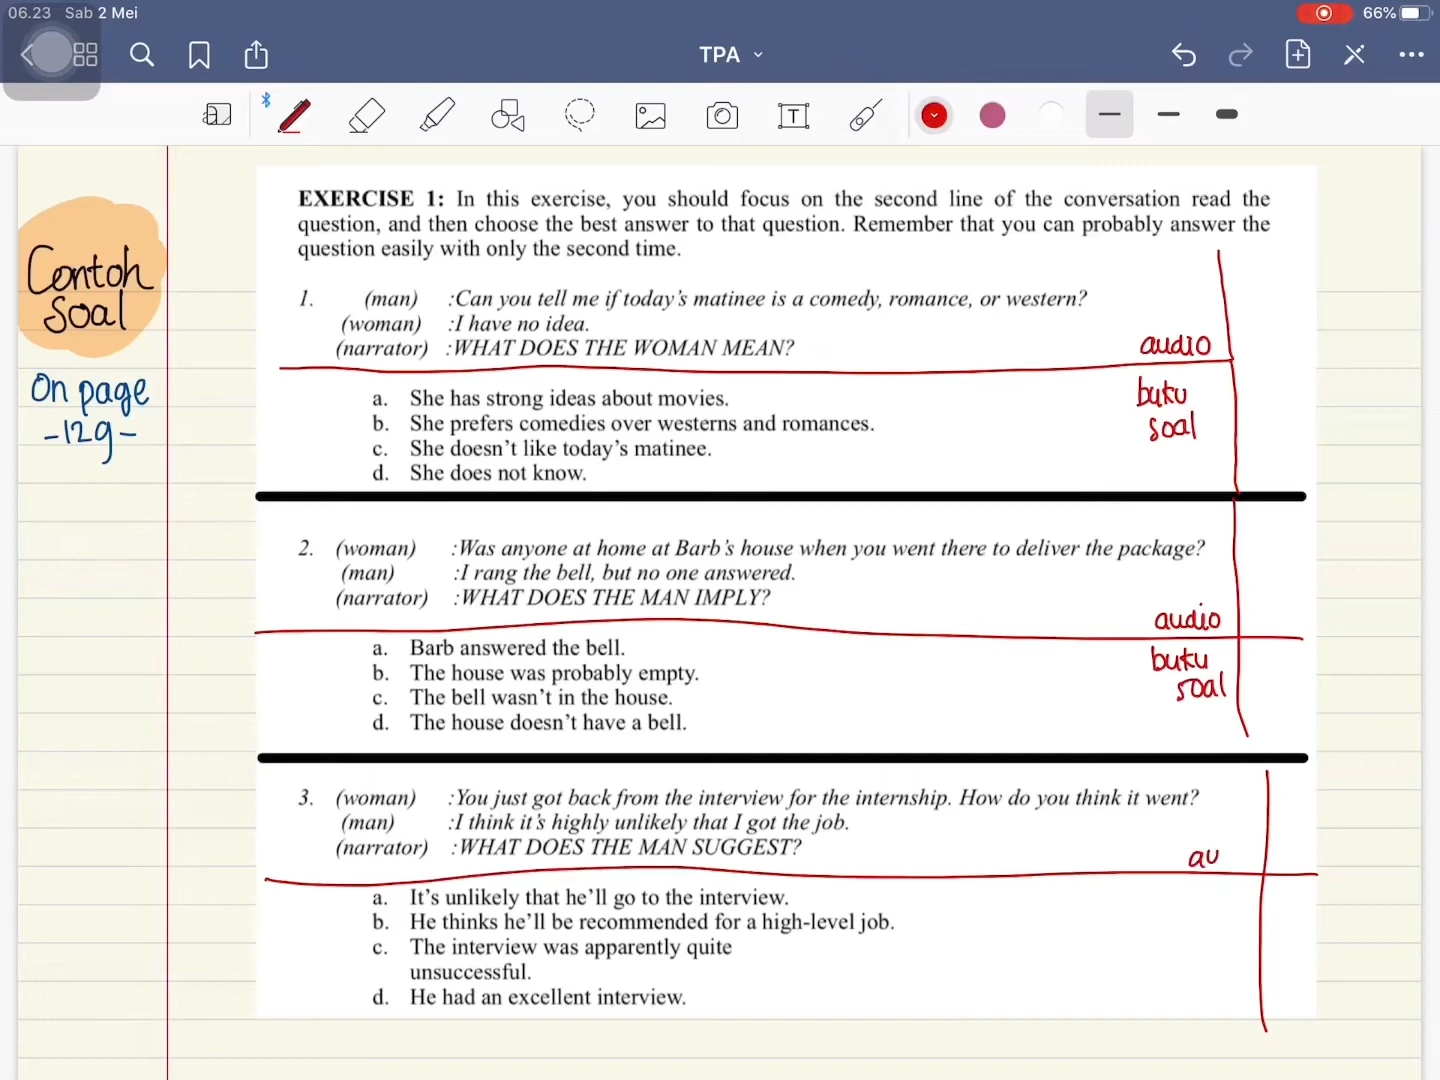 06.23 Sab 2 Mei
66%
TPA
Contoh
Soal
On page
-129-
EXERCISE 1: In this exercise, you should focus on the second line of the conversation read the
question, and then choose the best answer to that question. Remember that you can probably answer the
question easily with only the second time.
1. (man) :Can you tell me if today's matinee is a comedy, romance, or western?
(woman) :I have no idea.
(narrator) :WHAT DOES THE WOMAN MEAN?
audio
buku
soal
a. She has strong ideas about movies.
b. She prefers comedies over westerns and romances.
c. She doesn't like today's matinee.
d. She does not know.
2. (woman) :Was anyone at home at Barb's house when you went there to deliver the package?
(man) :I rang the bell, but no one answered.
(narrator) :WHAT DOES THE MAN IMPLY?
audio
buku
soal
a. Barb answered the bell.
b. The house was probably empty.
c. The bell wasn't in the house.
d. The house doesn't have a bell.
3. (woman) :You just got back from the interview for the internship. How do you think it went?
(man) :I think it's highly unlikely that I got the job.
(narrator) :WHAT DOES THE MAN SUGGEST?
au
a. It's unlikely that he'll go to the interview.
b. He thinks he'll be recommended for a high-level job.
c. The interview was apparently quite
unsuccessful.
d. He had an excellent interview.